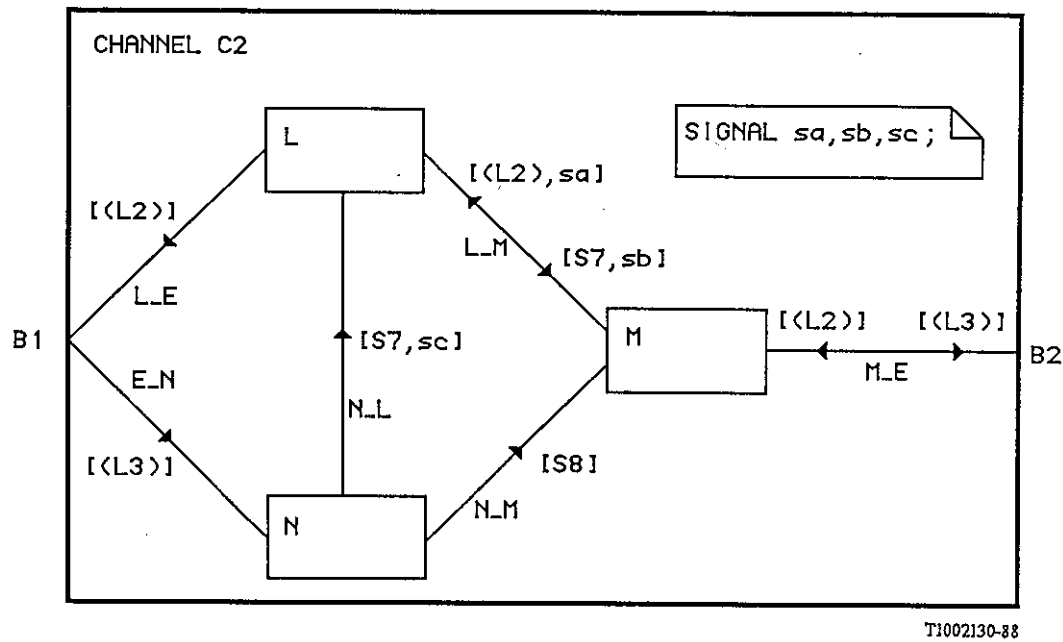 CHANNEL C2
L
SIGNAL sa,sb,sc;
[(L2),sa]
[(L2)]
L_M
[S7,sb]
L_E
M
[(L2)]
[(L3)]
B1
[S7,sc]
B2
E_N
M_E
N_L
[(L3)]
[S8]
N_M
N
T1002130-88